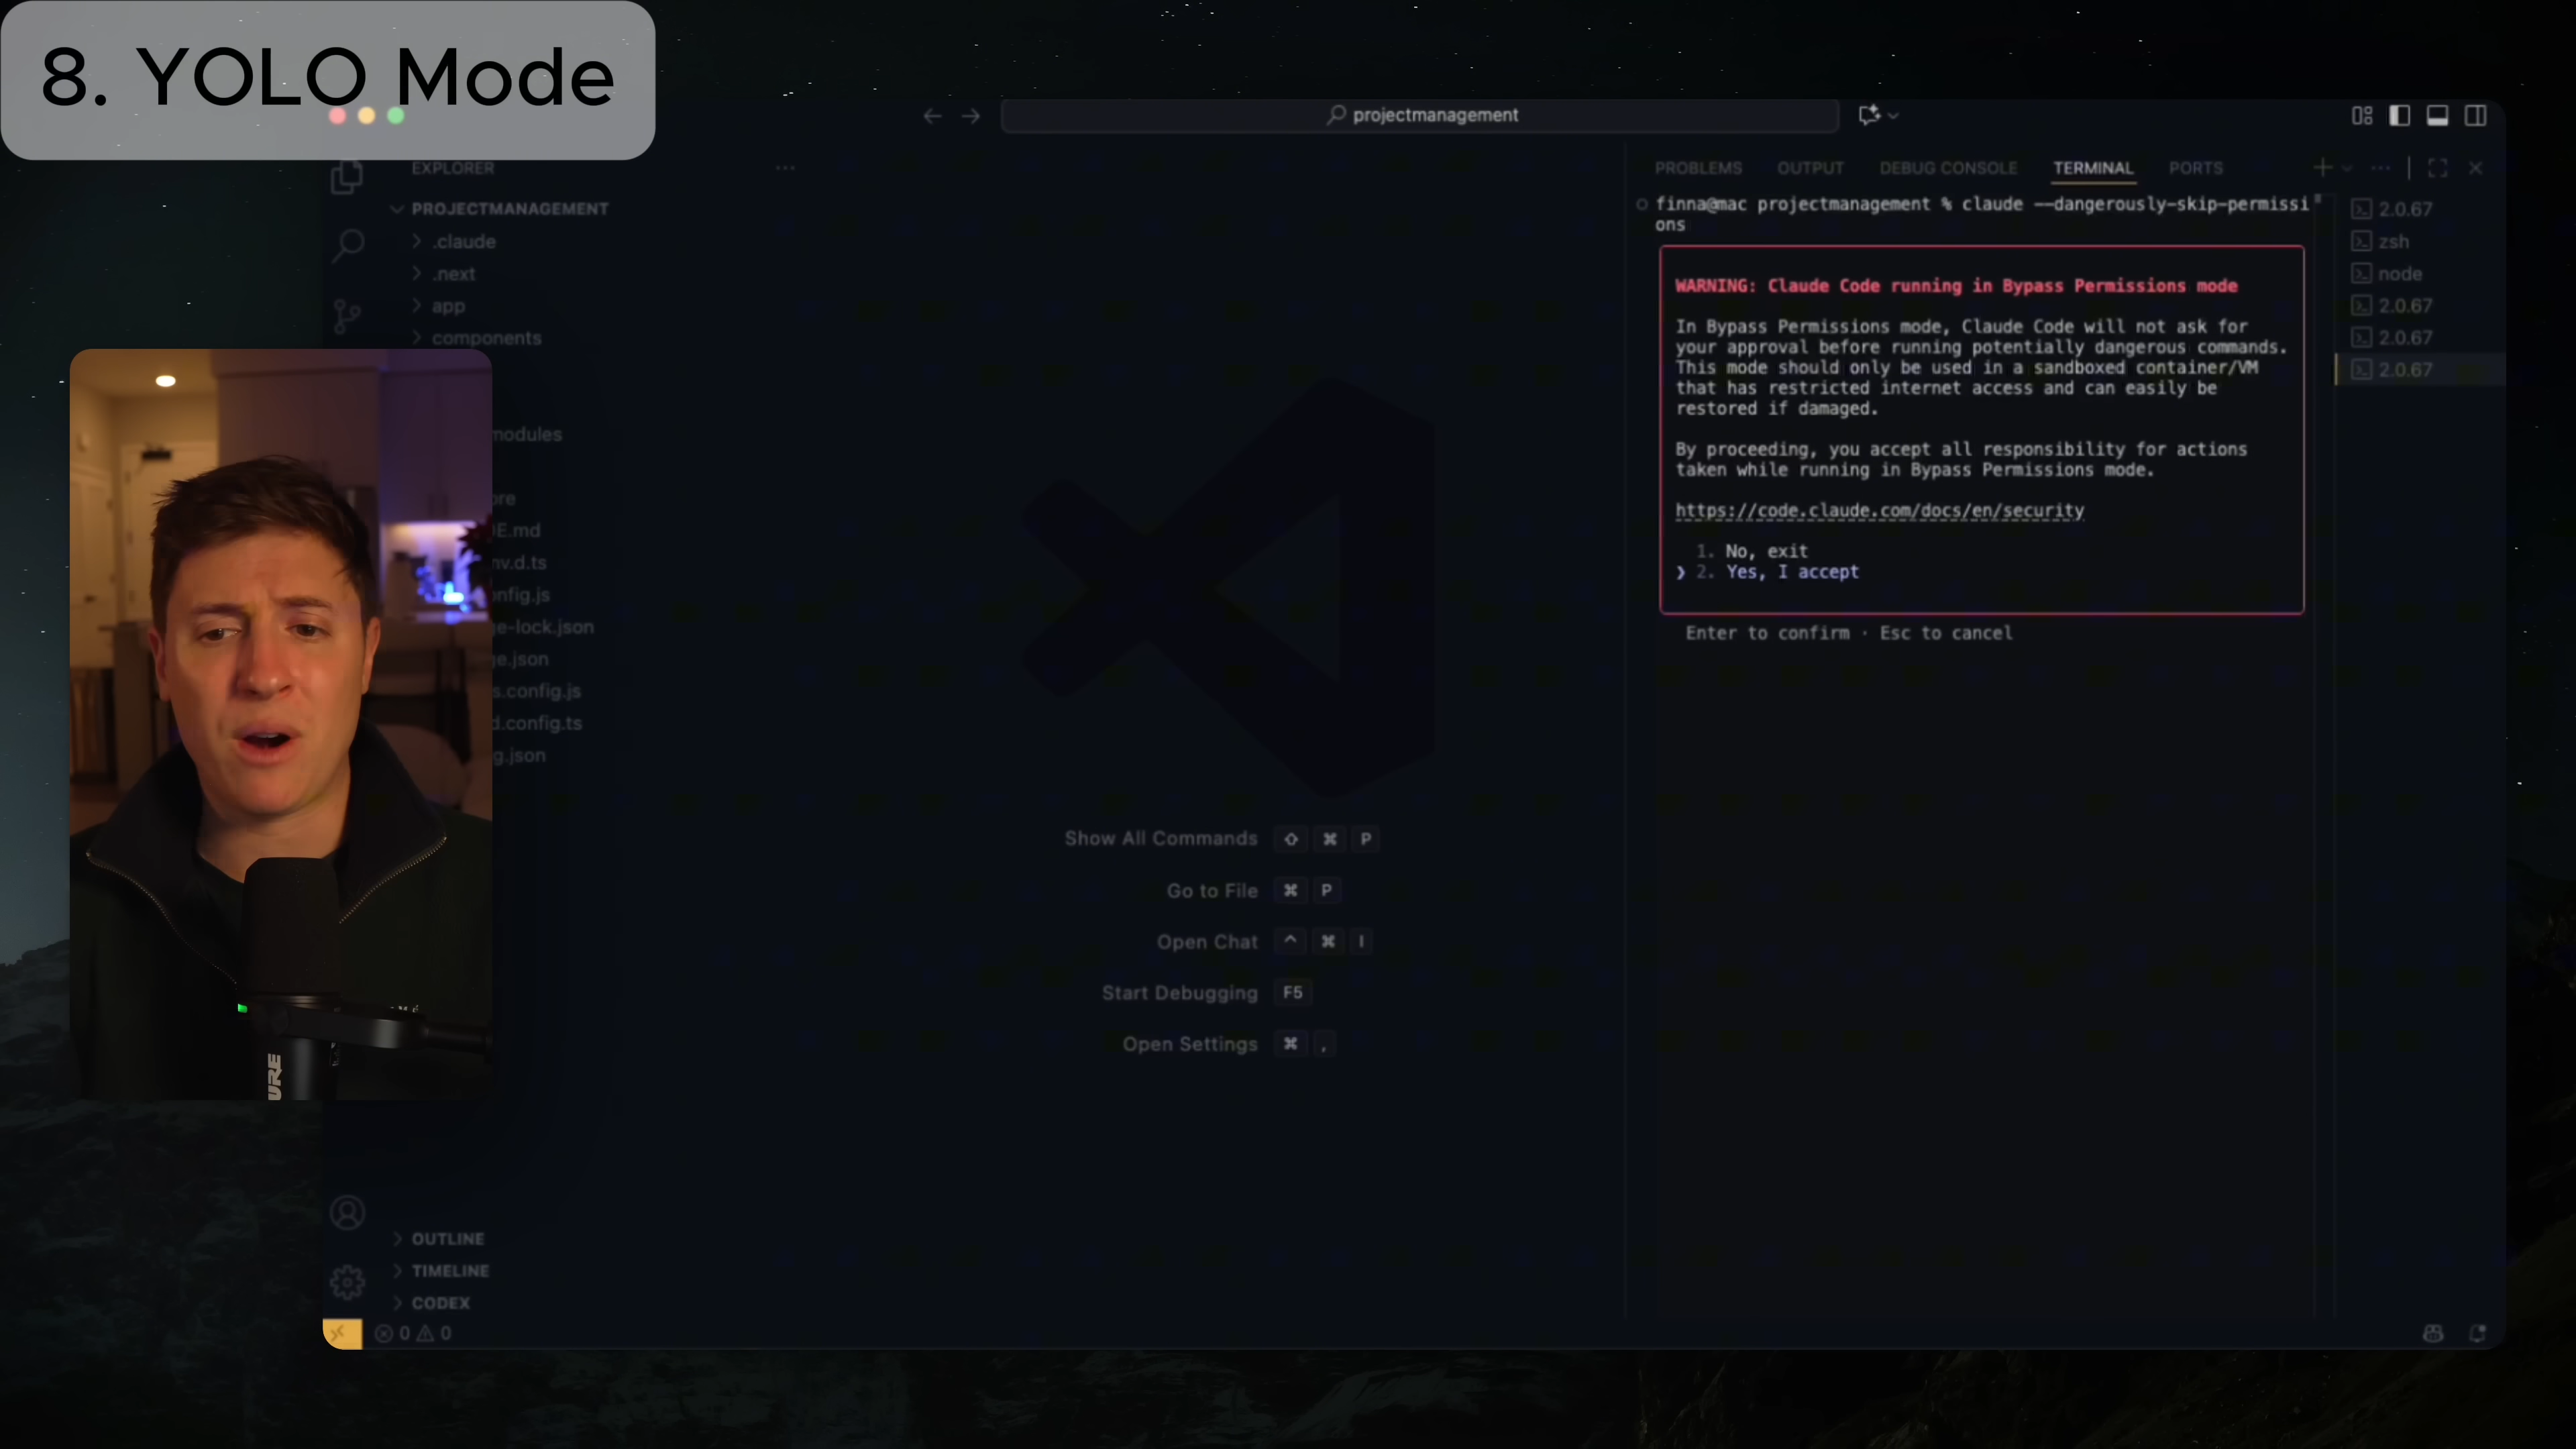 8. YOLO Mode
projectmanagement
EXPLORER
PROJECTMANAGEMENT
.claude
.next
app
components
modules
ore
E.md
nv.d.ts
nfig.js
ge-lock.json
ge.json
s.config.js
d.config.ts
g.json
OUTLINE
TIMELINE
CODEX
0 0
Show All Commands ⇧ ⌘ P
Go to File ⌘ P
Open Chat ^ ⌘ I
Start Debugging F5
Open Settings ⌘ ,
PROBLEMS OUTPUT DEBUG CONSOLE TERMINAL PORTS
finna@mac projectmanagement % claude --dangerously-skip-permissi
ons
WARNING: Claude Code running in Bypass Permissions mode
In Bypass Permissions mode, Claude Code will not ask for
your approval before running potentially dangerous commands.
This mode should only be used in a sandboxed container/VM
that has restricted internet access and can easily be
restored if damaged.
By proceeding, you accept all responsibility for actions
taken while running in Bypass Permissions mode.
https://code.claude.com/docs/en/security
1. No, exit
❯ 2. Yes, I accept
Enter to confirm · Esc to cancel
2.0.67
zsh
node
2.0.67
2.0.67
2.0.67
URE